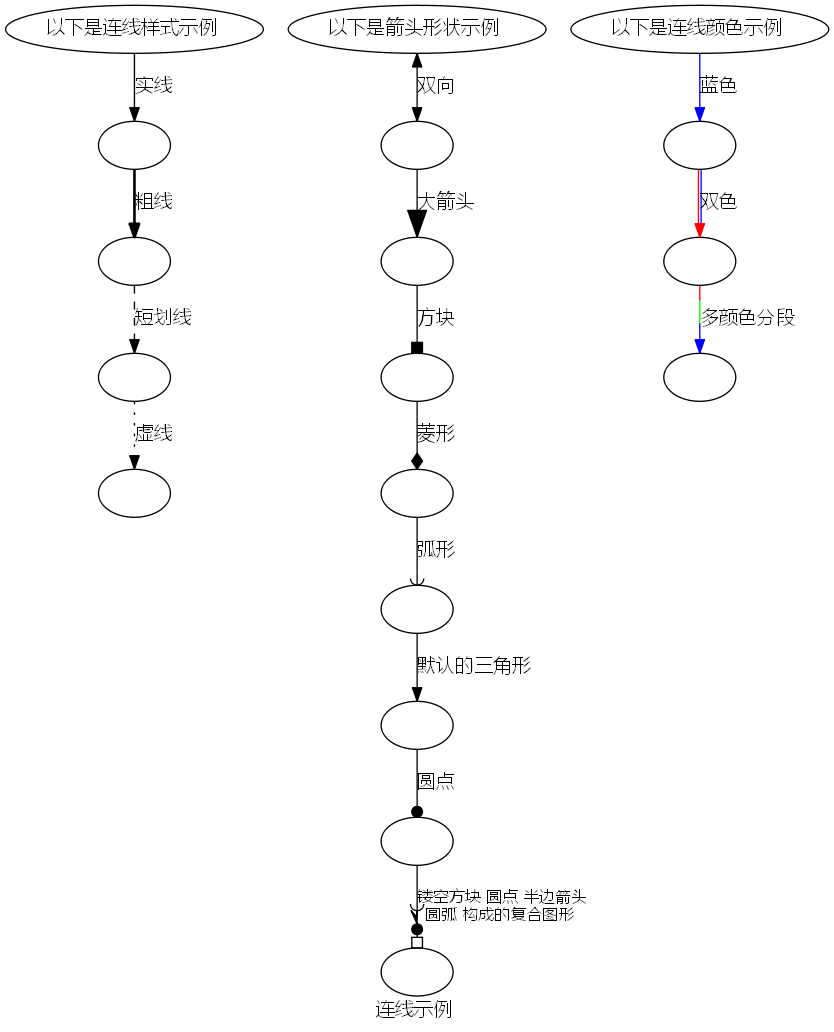 以下是连线样式示例
实线
粗线
短划线
虚线
以下是箭头形状示例
双向
大箭头
方块
菱形
弧形
默认的三角形
圆点
镂空方块 圆点 半边箭头
圆弧 构成的复合图形
以下是连线颜色示例
蓝色
双色
多颜色分段
连线示例